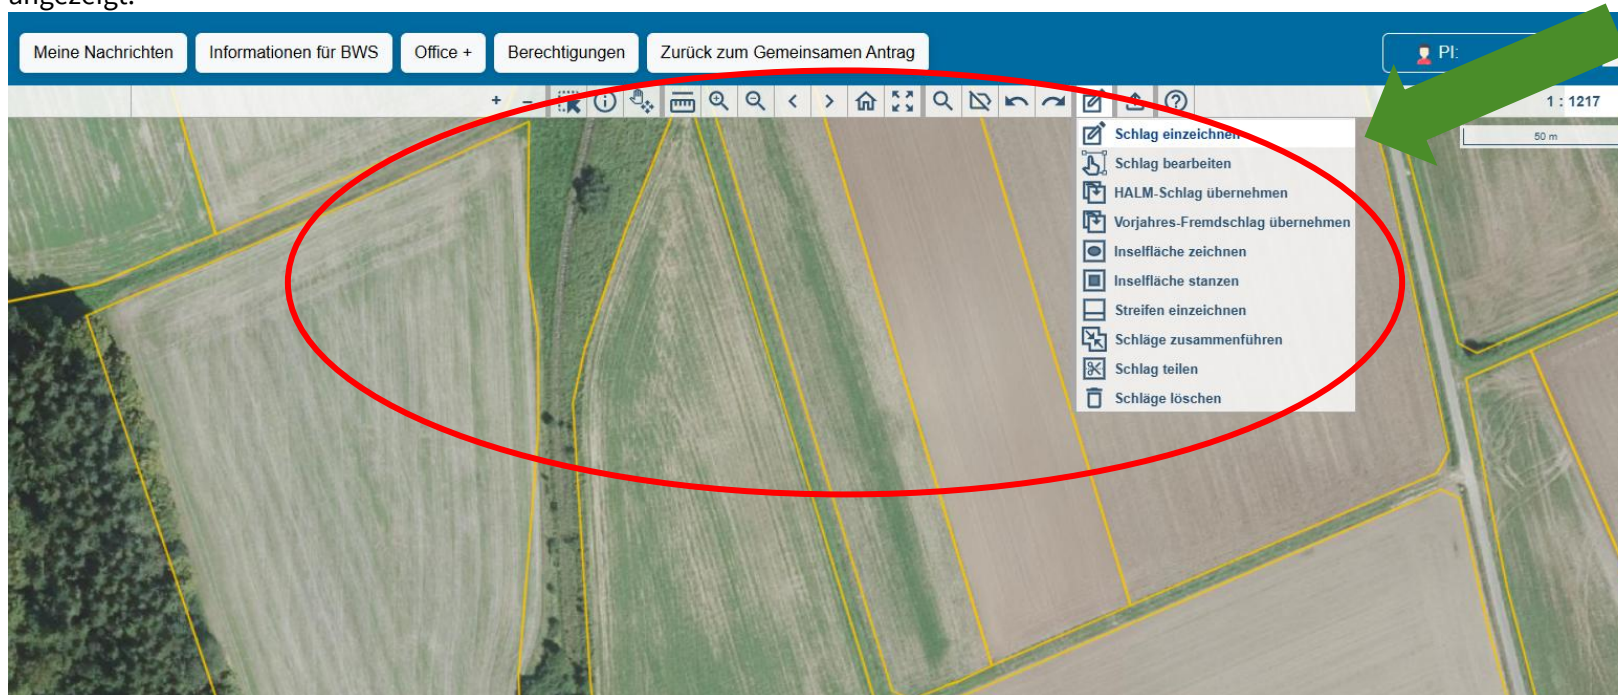 angezeigt.
Meine Nachrichten Informationen für BWS Office + Berechtigungen Zurück zum Gemeinsamen Antrag PI:
+ - 1 : 1217
50 m
Schlag einzeichnen
Schlag bearbeiten
HALM-Schlag übernehmen
Vorjahres-Fremdschlag übernehmen
Inselfläche zeichnen
Inselfläche stanzen
Streifen einzeichnen
Schläge zusammenführen
Schlag teilen
Schläge löschen